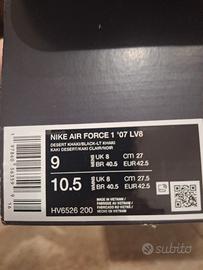 NIKE AIR FORCE 1 '07 LV8
DESERT KHAKI/BLACK-LT KHAKI
KAKI DESERT/KAKI CLAIR/NOIR
9 MENS UK 8 CM 27
BR 40.5 EUR 42.5
10.5 WMNS UK 8 CM 27.5
BR 40.5 EUR 42.5
HV6526 200
MADE IN VIETNAM
subito